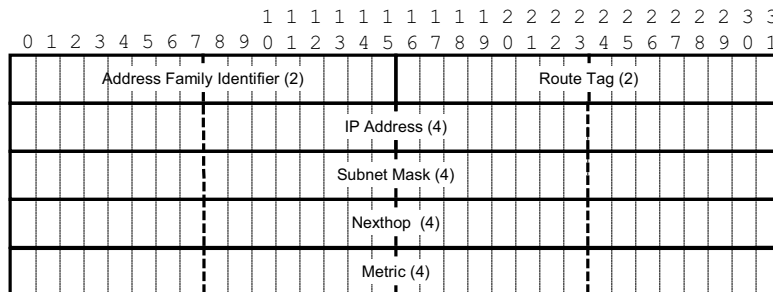 1 1 1 1 1 1 1 1 1 1 2 2 2 2 2 2 2 2 2 2 3 3
0 1 2 3 4 5 6 7 8 9 0 1 2 3 4 5 6 7 8 9 0 1 2 3 4 5 6 7 8 9 0 1
Address Family Identifier (2) Route Tag (2)
IP Address (4)
Subnet Mask (4)
Nexthop (4)
Metric (4)